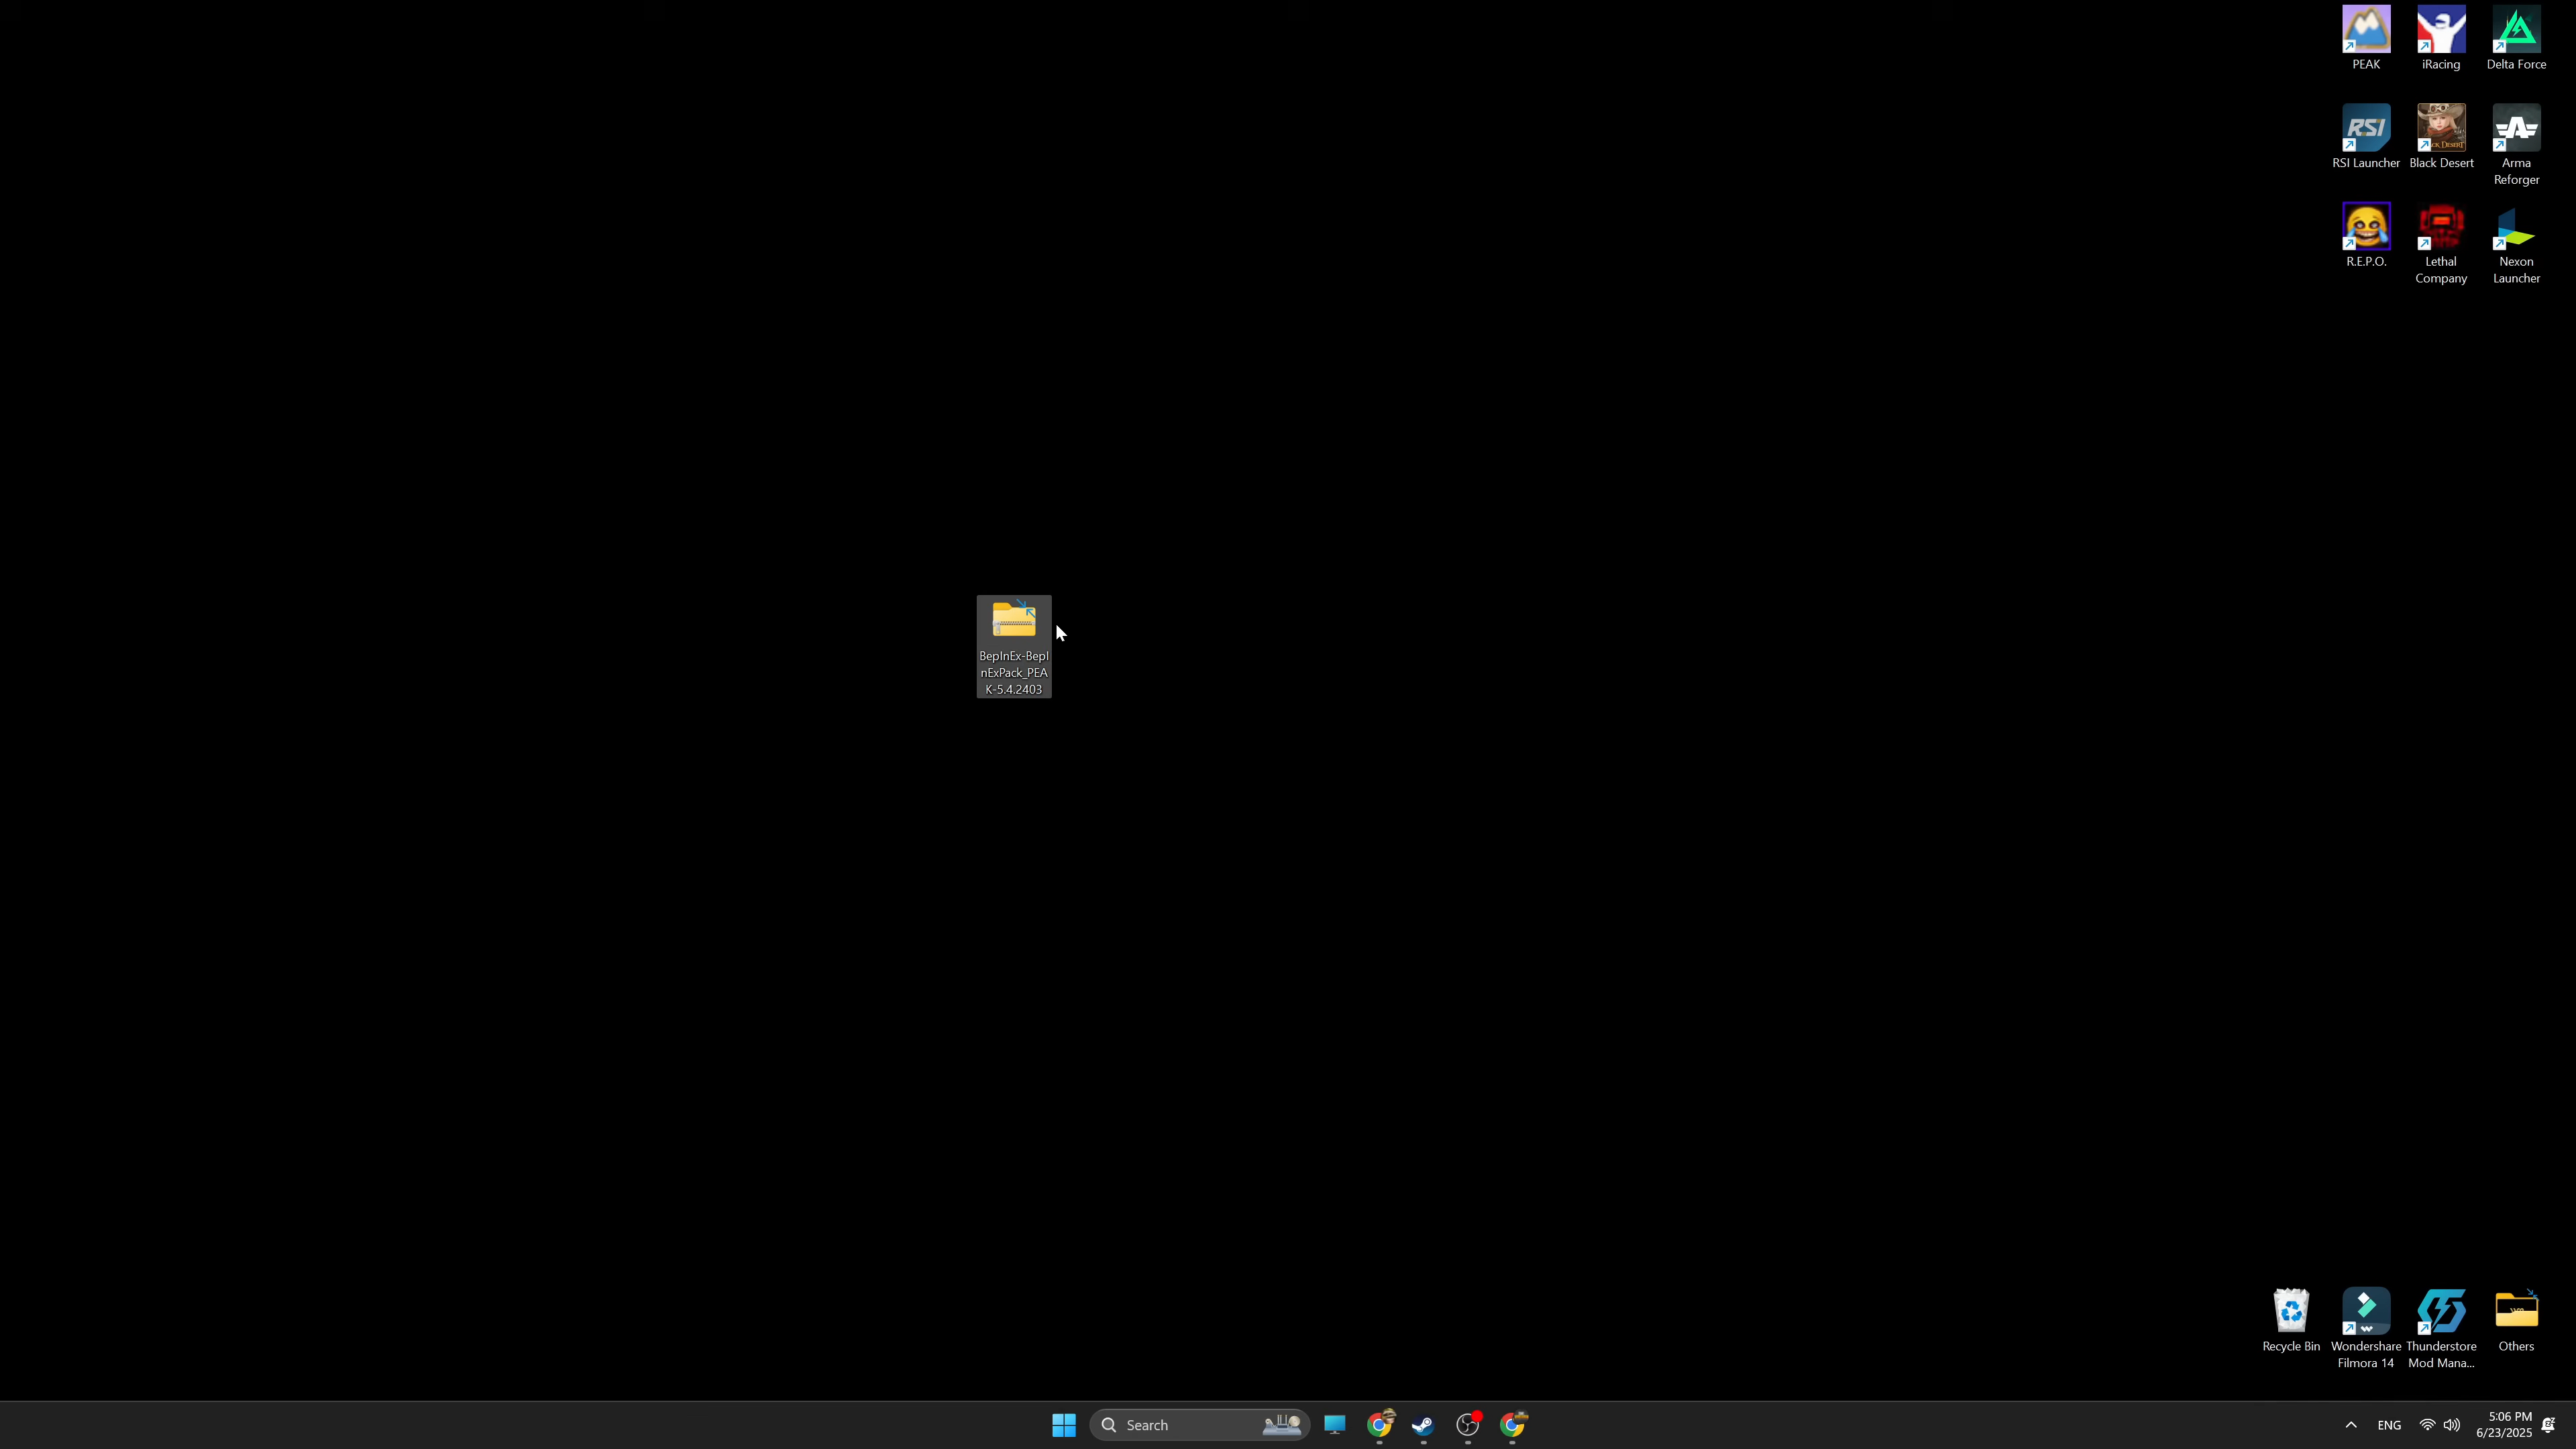 PEAK
iRacing
Delta Force
RSI
RSI Launcher
Black Desert
Arma
Reforger
R.E.P.O.
Lethal
Company
Nexon
Launcher
BepInEx-BepI
nExPack_PEA
K-5.4.2403
Recycle Bin
Wondershare
Filmora 14
Thunderstore
Mod Mana...
Others
Search
ENG
5:06 PM
6/23/2025